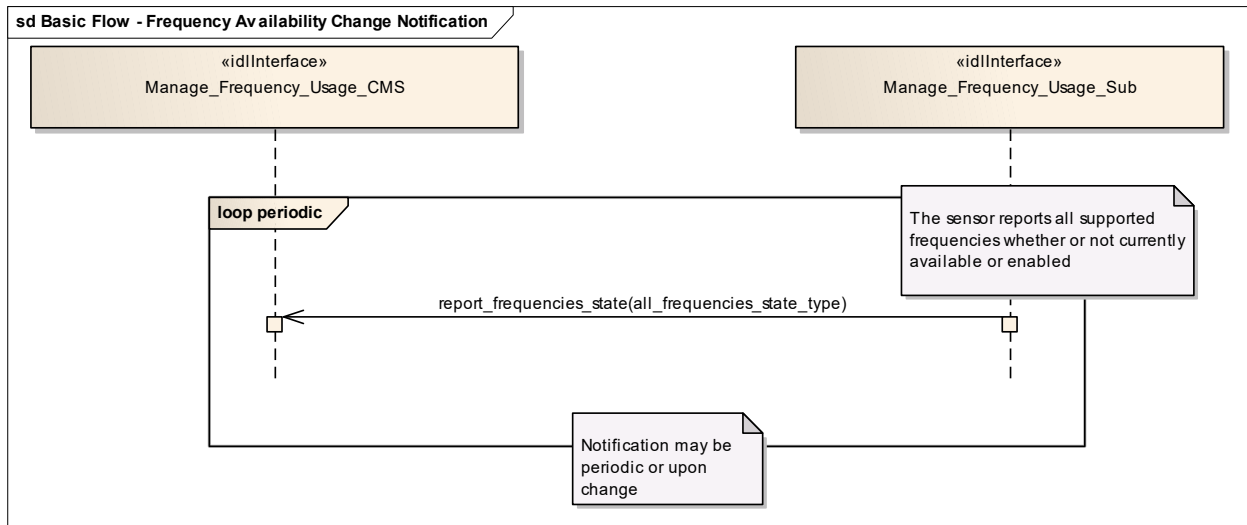 sd Basic Flow - Frequency Availability Change Notification
«idlInterface»
Manage_Frequency_Usage_CMS
«idlInterface»
Manage_Frequency_Usage_Sub
loop periodic
The sensor reports all supported
frequencies whether or not currently
available or enabled
report_frequencies_state(all_frequencies_state_type)
Notification may be
periodic or upon
change